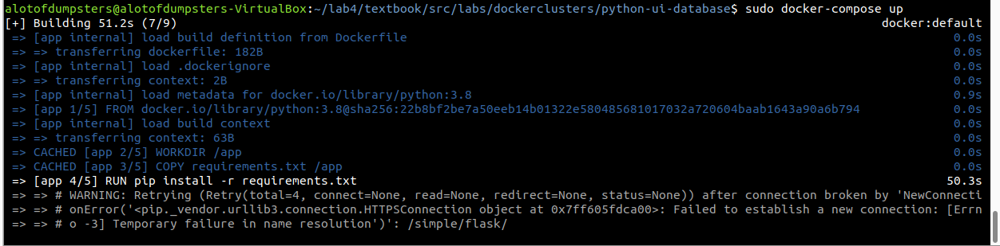 alotofdumpsters@alotofdumpsters-VirtualBox:~/lab4/textbook/src/labs/dockerclusters/python-ui-database$ sudo docker-compose up
[+] Building 51.2s (7/9) docker:default
=> [app internal] load build definition from Dockerfile 0.0s
=> => transferring dockerfile: 182B 0.0s
=> [app internal] load .dockerignore 0.0s
=> => transferring context: 2B 0.0s
=> [app internal] load metadata for docker.io/library/python:3.8 0.9s
=> [app 1/5] FROM docker.io/library/python:3.8@sha256:22b8bf2be7a50eeb14b01322e580485681017032a720604baab1643a90a6b794 0.0s
=> [app internal] load build context 0.0s
=> => transferring context: 63B 0.0s
=> CACHED [app 2/5] WORKDIR /app 0.0s
=> CACHED [app 3/5] COPY requirements.txt /app 0.0s
=> [app 4/5] RUN pip install -r requirements.txt 50.3s
=> => # WARNING: Retrying (Retry(total=4, connect=None, read=None, redirect=None, status=None)) after connection broken by 'NewConnecti
=> => # onError('<pip._vendor.urllib3.connection.HTTPSConnection object at 0x7ff605fdca00>: Failed to establish a new connection: [Errn
=> => # o -3] Temporary failure in name resolution')': /simple/flask/